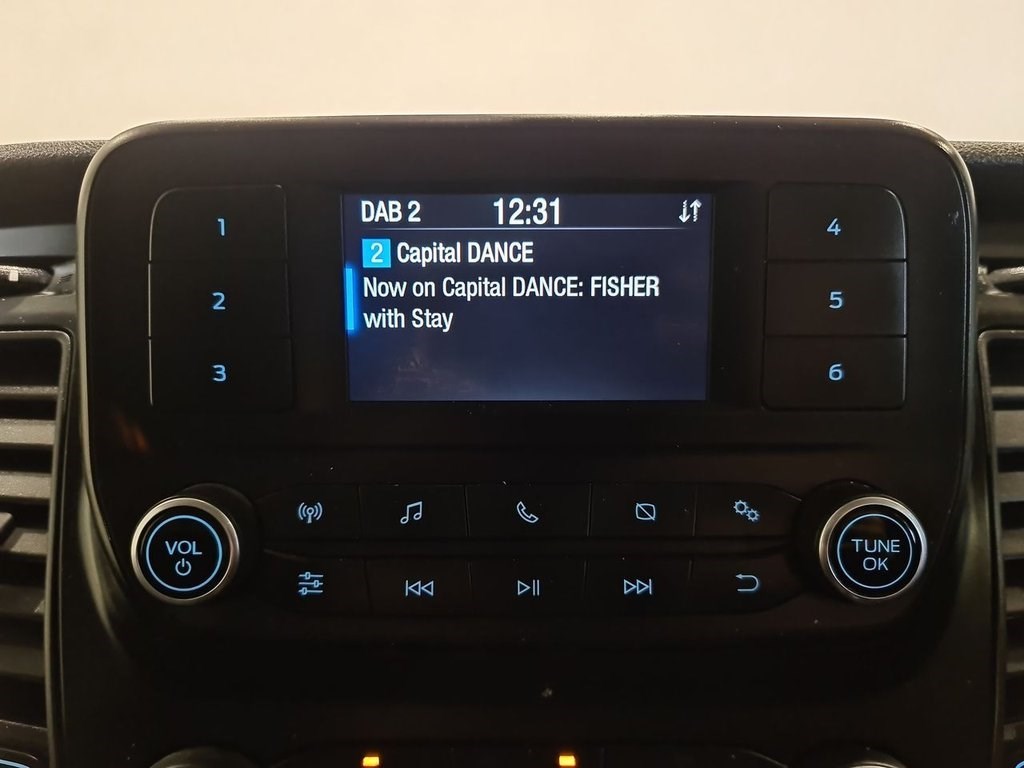 DAB 2 12:31
2 Capital DANCE
Now on Capital DANCE: FISHER
with Stay
1
2
3
4
5
6
VOL
TUNE
OK